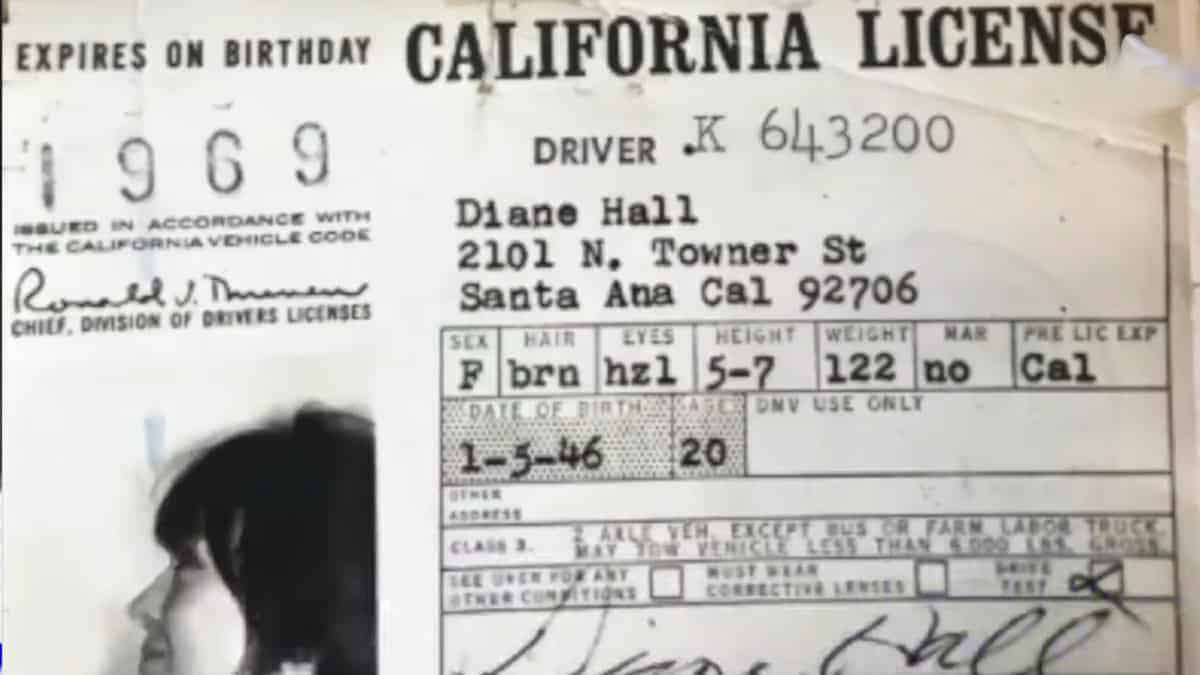 EXPIRES ON BIRTHDAY
CALIFORNIA LICENSE
1969
DRIVER K 643200
ISSUED IN ACCORDANCE WITH
THE CALIFORNIA VEHICLE CODE
CHIEF, DIVISION OF DRIVERS LICENSES
Diane Hall
2101 N. Towner St
Santa Ana Cal 92706
SEX HAIR EYES HEIGHT WEIGHT MAR PRE LIC EXP
F brn hzl 5-7 122 no Cal
DATE OF BIRTH AGE DMV USE ONLY
1-5-46 20
OTHER
ADDRESS
CLASS 3. 2 AXLE VEH. EXCEPT BUS OR FARM LABOR TRUCK.
MAY TOW VEHICLE LESS THAN 6,000 LBS. GROSS
SEE OVER FOR ANY MUST WEAR DRIVE
OTHER CONDITIONS CORRECTIVE LENSES TEST
Diane Hall